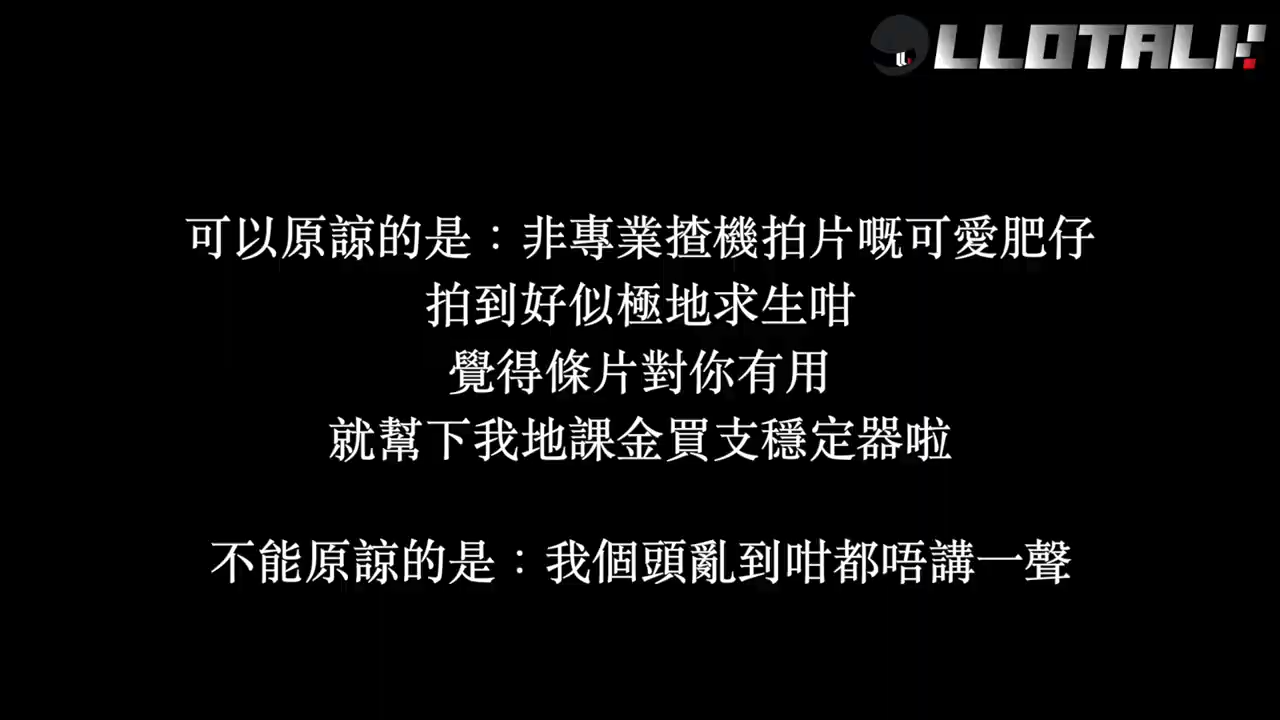 LLOTALK
可以原諒的是：非專業揸機拍片嘅可愛肥仔
拍到好似極地求生咁
覺得條片對你有用
就幫下我地課金買支穩定器啦
不能原諒的是：我個頭亂到咁都唔講一聲